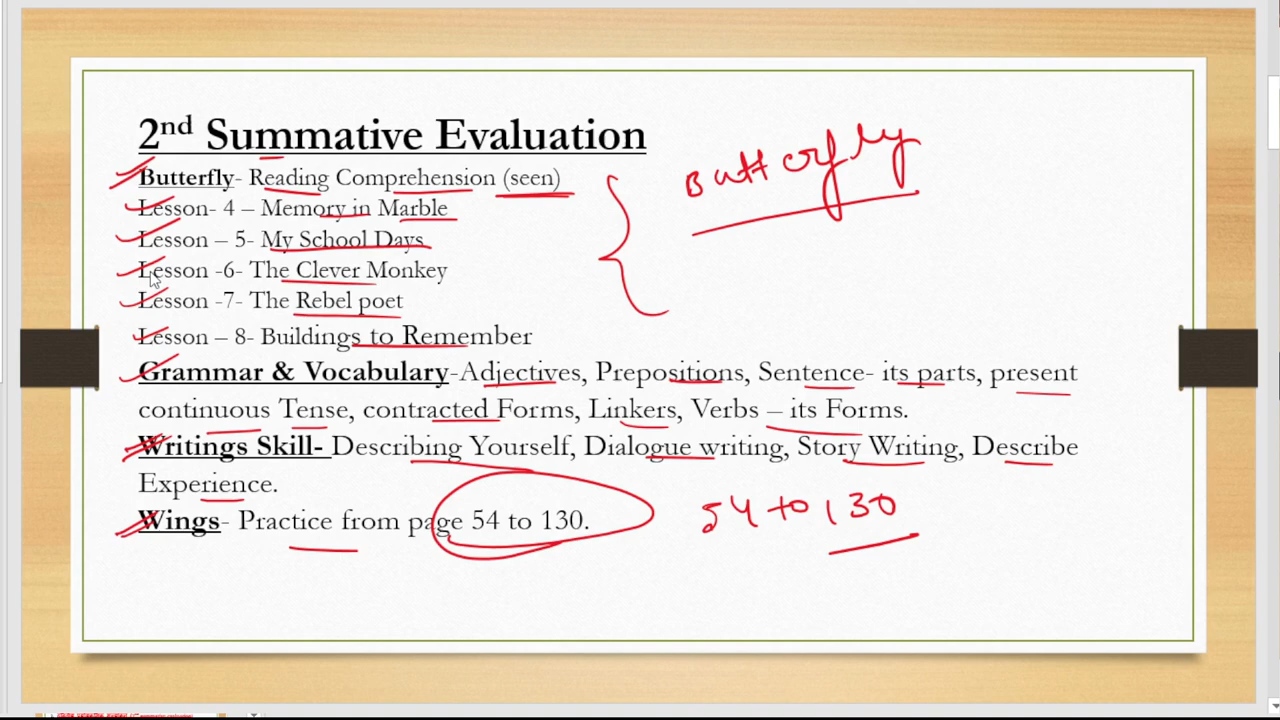 2nd Summative Evaluation
Butterfly- Reading Comprehension (seen)
Lesson- 4 – Memory in Marble
Lesson – 5- My School Days
Lesson -6- The Clever Monkey
Lesson -7- The Rebel poet
Lesson – 8- Buildings to Remember
Butterfly
Grammar & Vocabulary-Adjectives, Prepositions, Sentence- its parts, present
continuous Tense, contracted Forms, Linkers, Verbs – its Forms.
Writings Skill- Describing Yourself, Dialogue writing, Story Writing, Describe
Experience.
Wings- Practice from page 54 to 130.
54 to 130